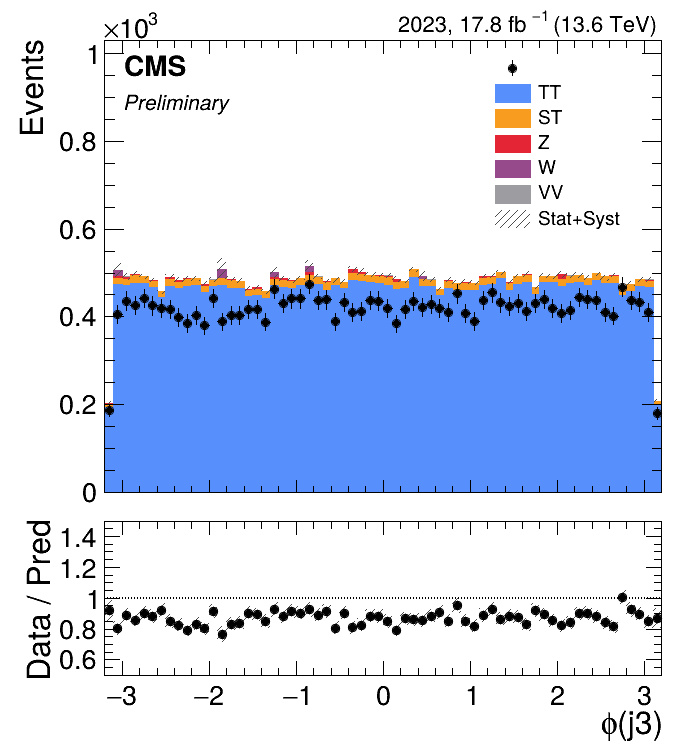 ×10³ 2023, 17.8 fb⁻¹ (13.6 TeV)
Events
1
0.8
0.6
0.4
0.2
0
CMS
Preliminary
TT
ST
Z
W
VV
Stat+Syst
Data / Pred
1.4
1.2
1
0.8
0.6
−3 −2 −1 0 1 2 3
ϕ(j3)